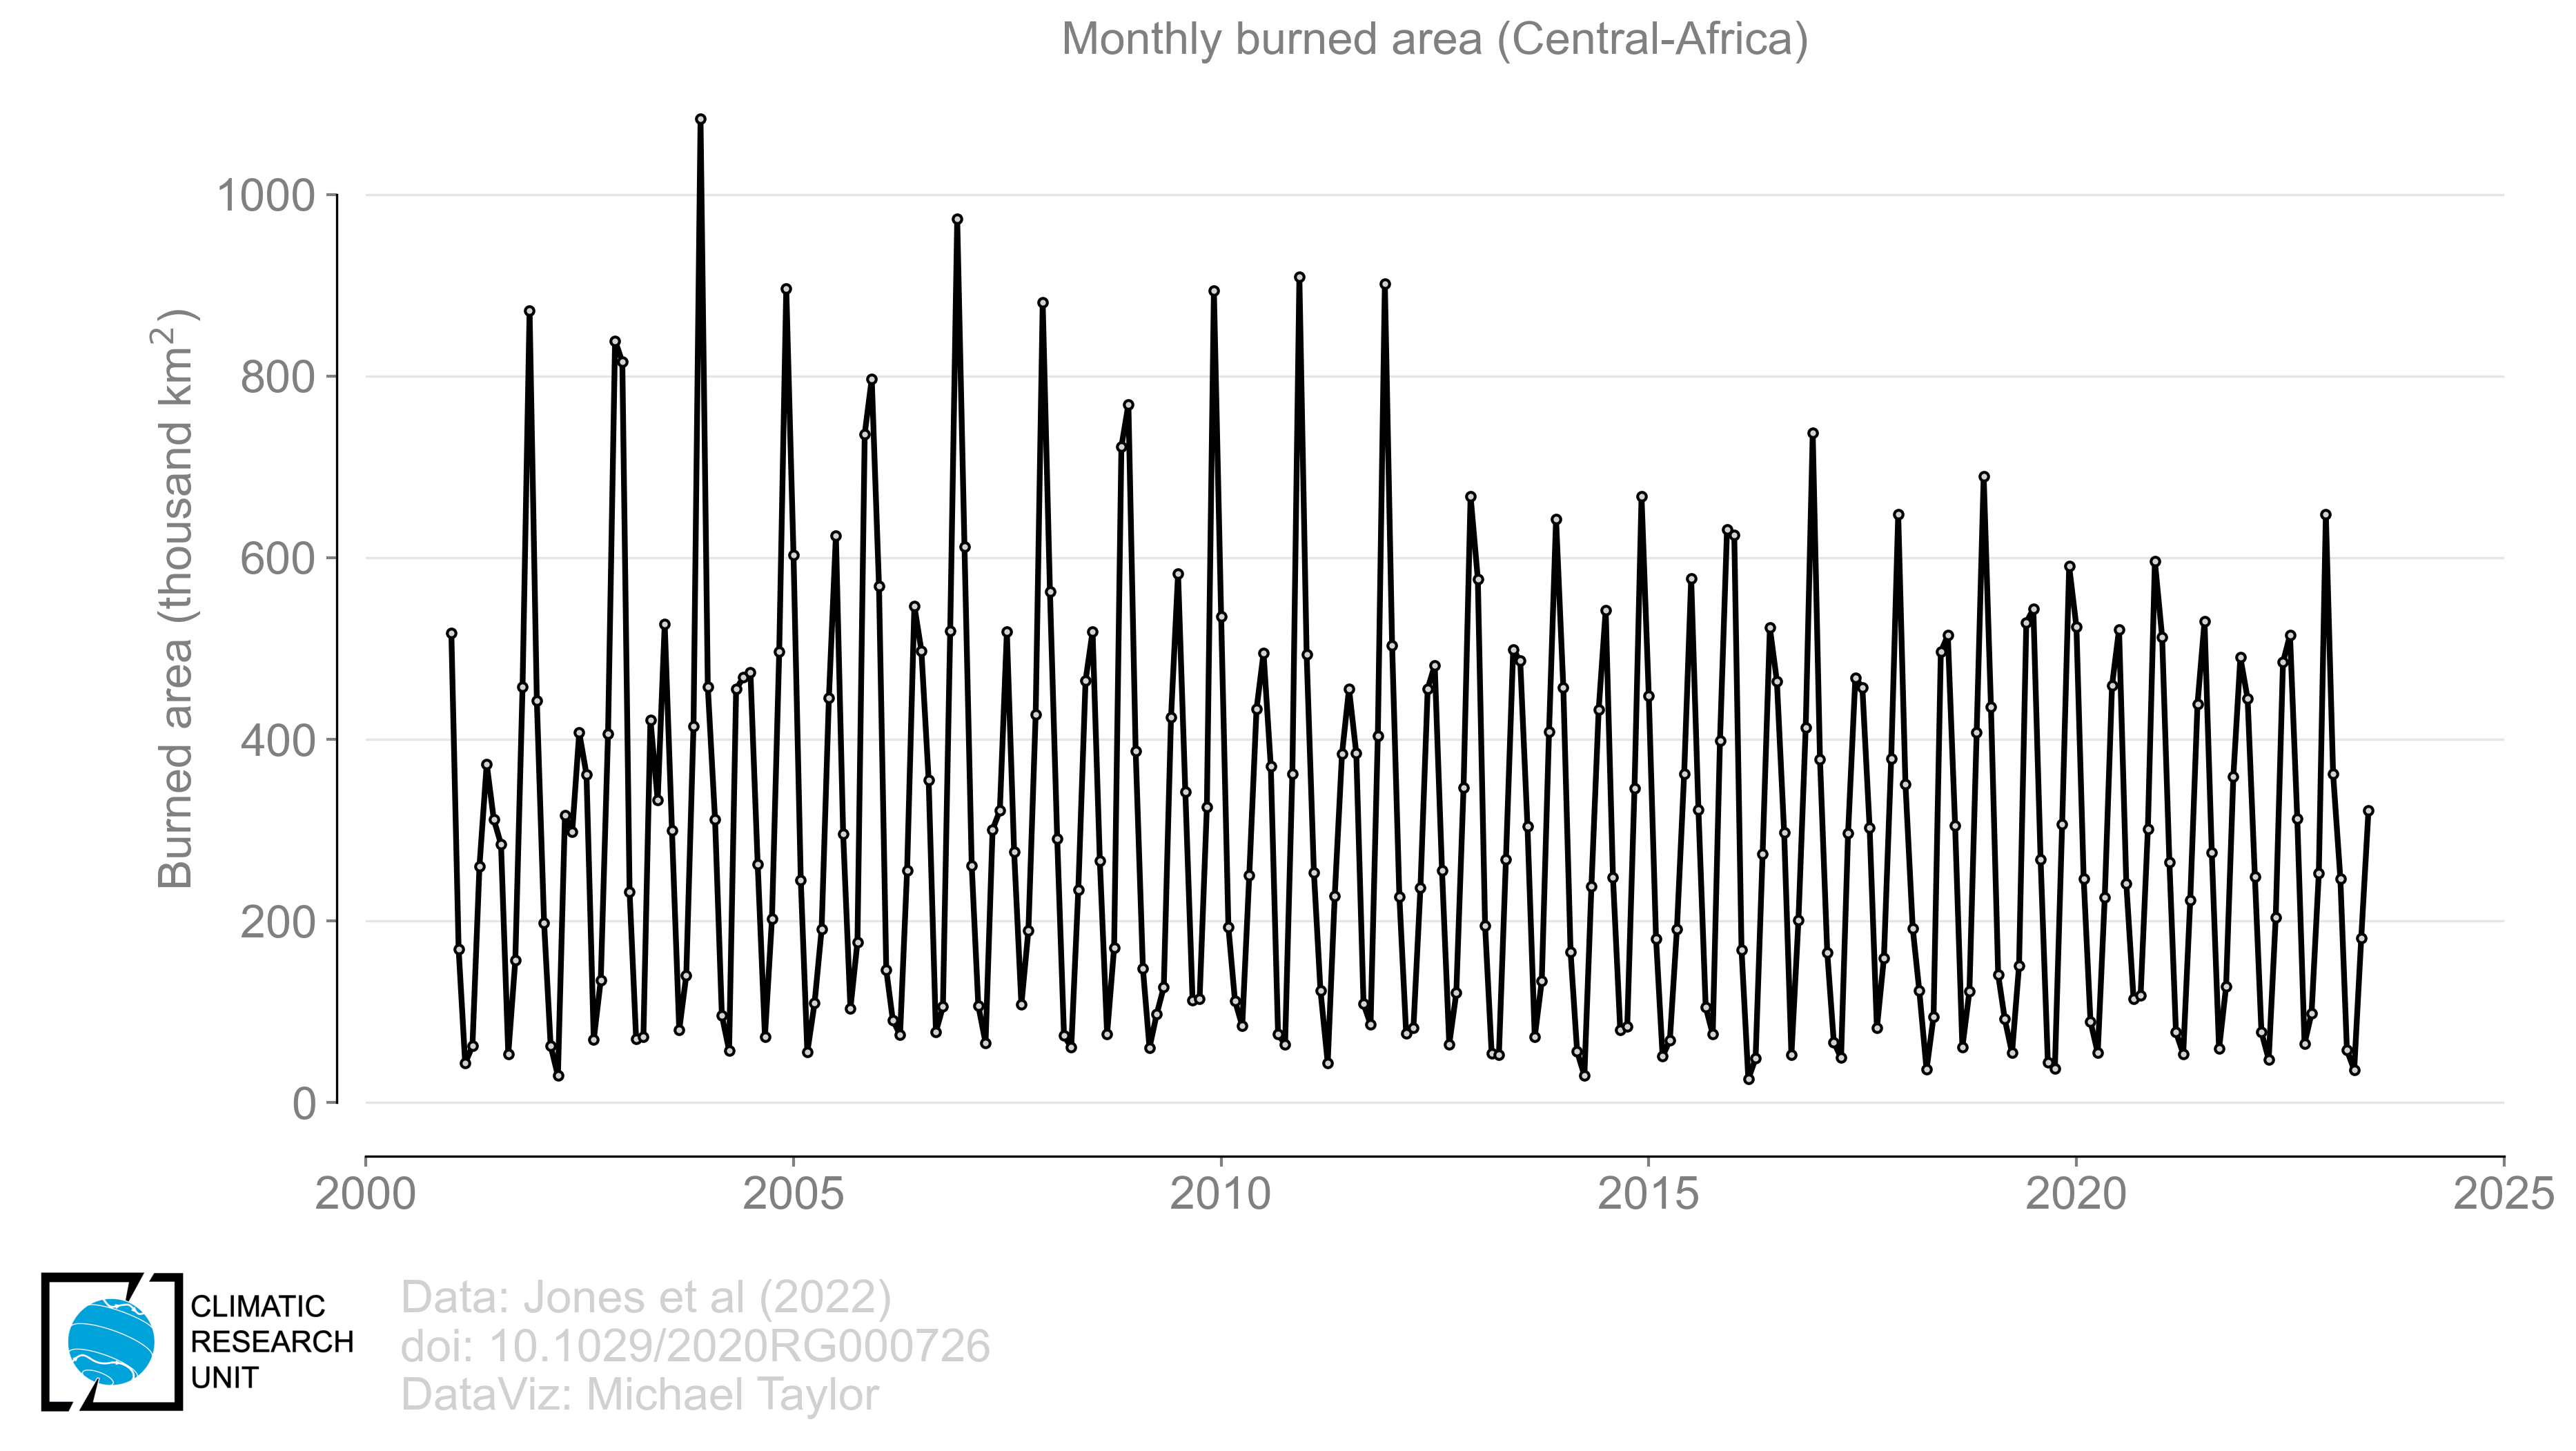 Monthly burned area (Central-Africa)
Burned area (thousand km²)
1000
800
600
400
200
0
2000
2005
2010
2015
2020
2025
CLIMATIC
RESEARCH
UNIT
Data: Jones et al (2022)
doi: 10.1029/2020RG000726
DataViz: Michael Taylor